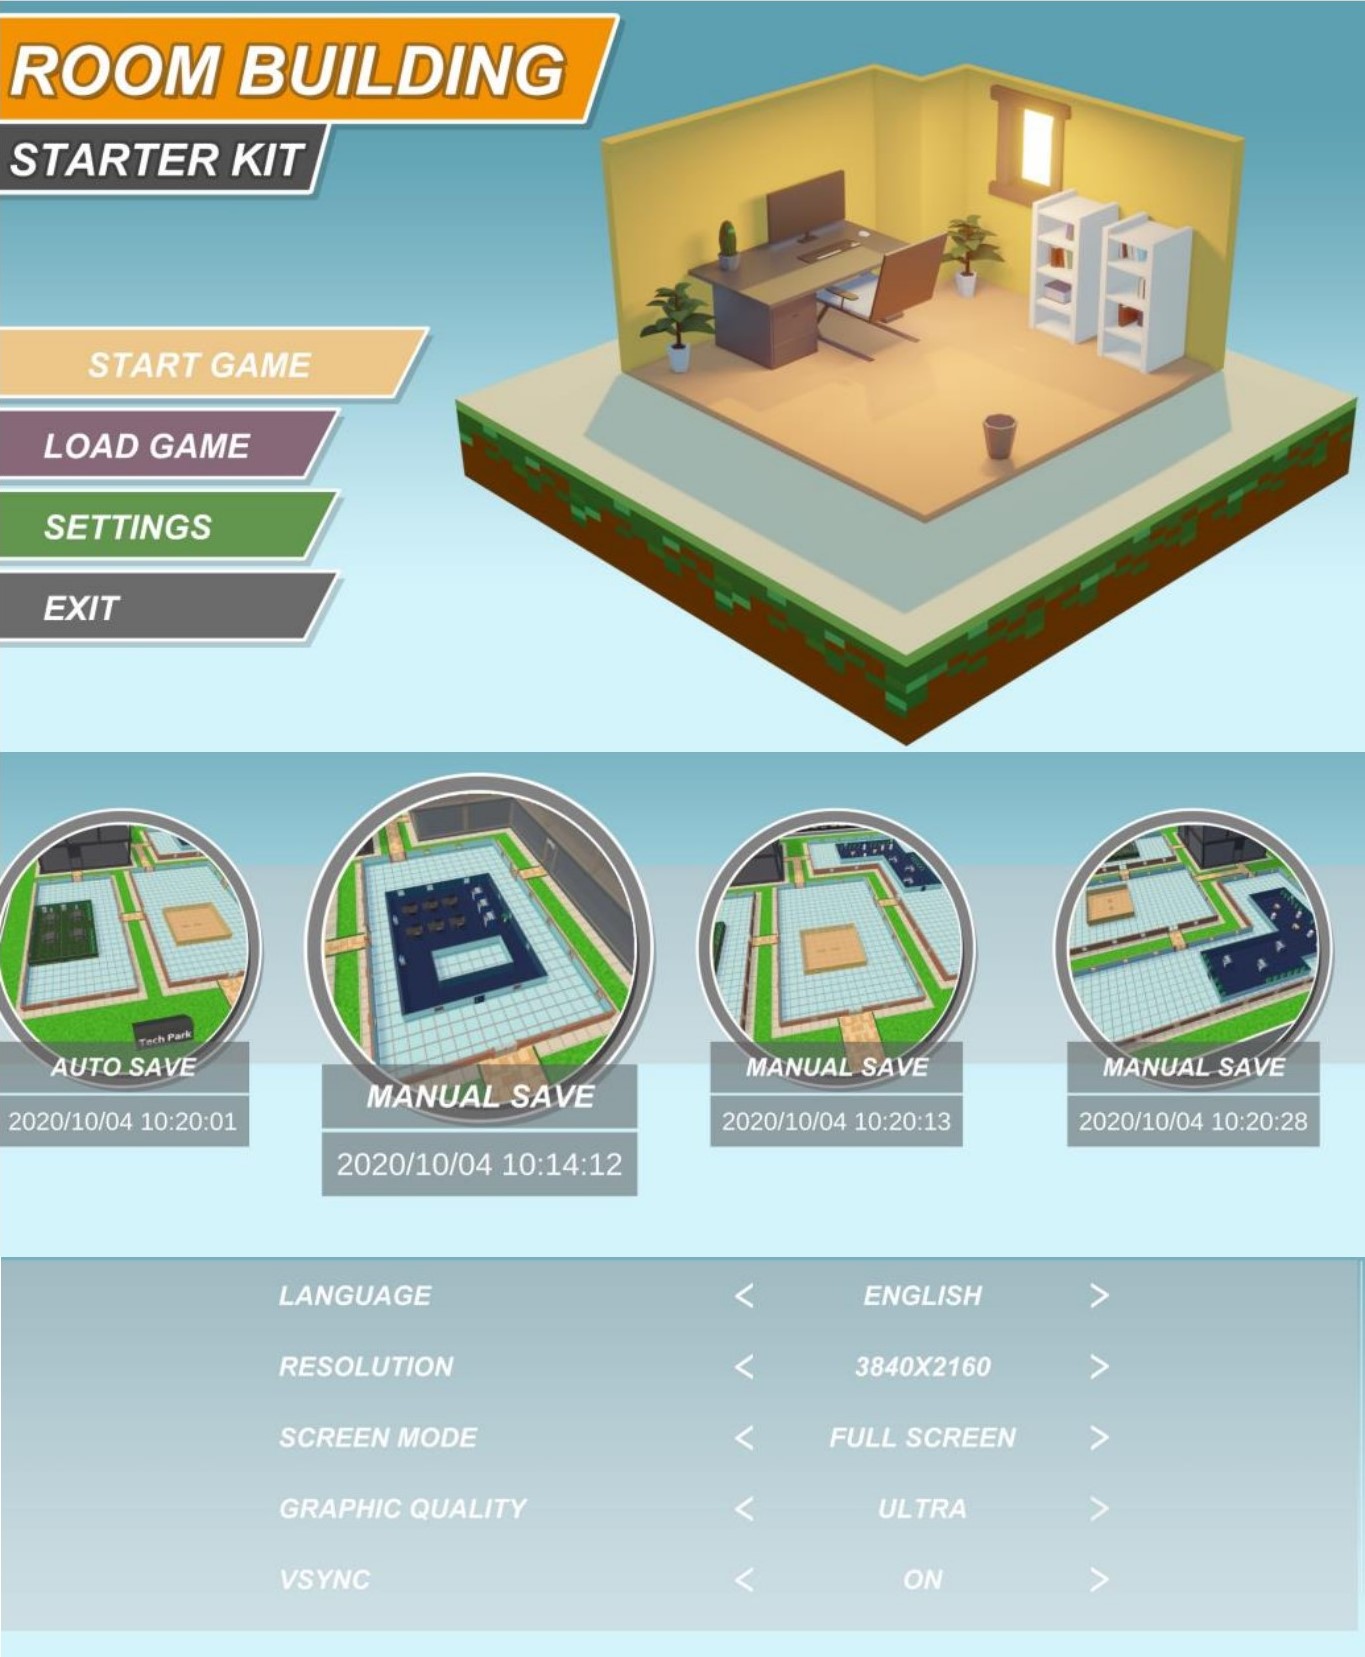 ROOM BUILDING
STARTER KIT
START GAME
LOAD GAME
SETTINGS
EXIT
Tech Park
AUTO SAVE
2020/10/04 10:20:01
MANUAL SAVE
2020/10/04 10:14:12
MANUAL SAVE
2020/10/04 10:20:13
MANUAL SAVE
2020/10/04 10:20:28
LANGUAGE < ENGLISH >
RESOLUTION < 3840X2160 >
SCREEN MODE < FULL SCREEN >
GRAPHIC QUALITY < ULTRA >
VSYNC < ON >